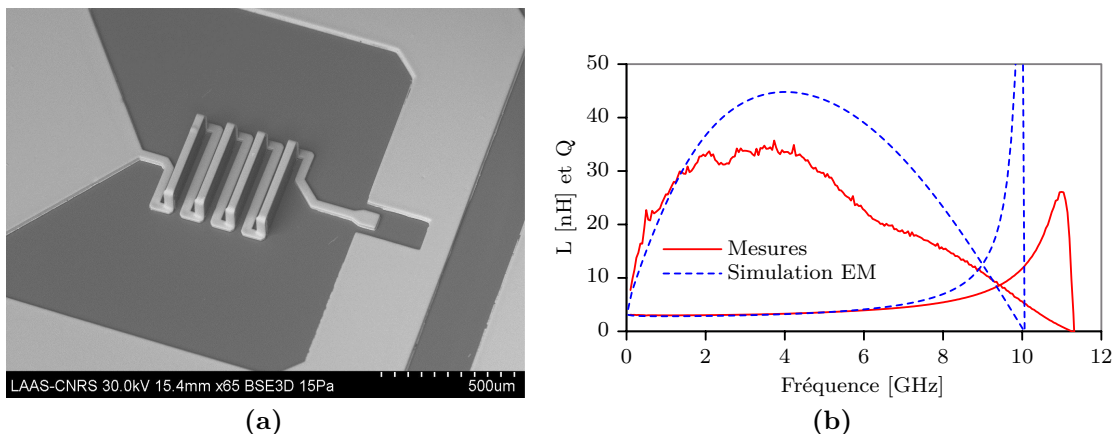 LAAS-CNRS 30.0kV 15.4mm x65 BSE3D 15Pa
500um
(a)
L [nH] et Q
50
40
30
20
10
0
Mesures
Simulation EM
0 2 4 6 8 10 12
Fréquence [GHz]
(b)